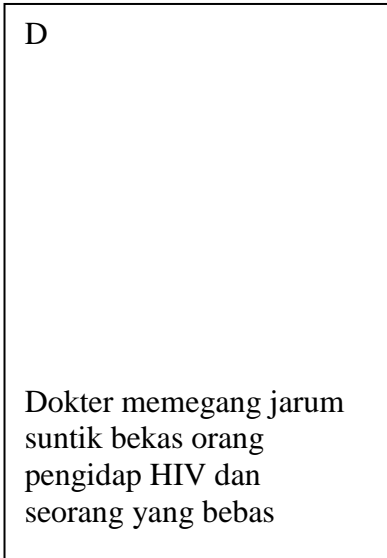 D
Dokter memegang jarum
suntik bekas orang
pengidap HIV dan
seorang yang bebas